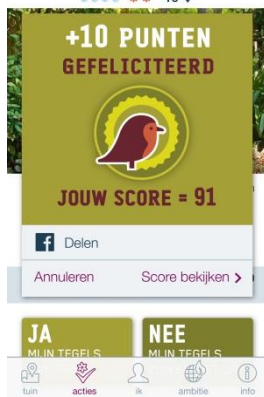 +10 PUNTEN
GEFELICITEERD
JOUW SCORE = 91
Delen
Annuleren Score bekijken >
JA NEE
MIJN TEGELS MIJN TEGELS
tuin acties ik ambitie info